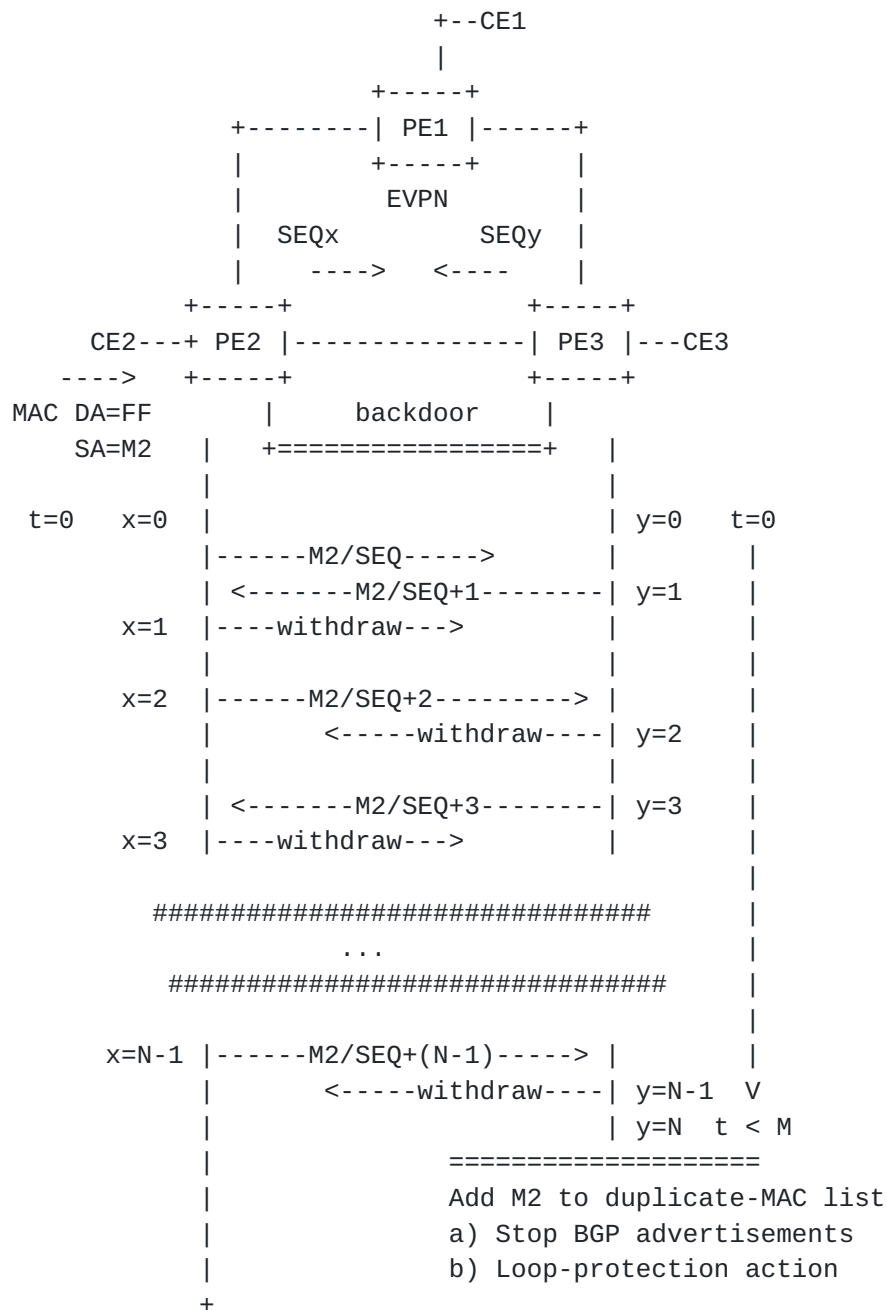 +--CE1
|
+-----+
+--------| PE1 |------+
|        +-----+      |
|         EVPN        |
|  SEQx         SEQy  |
|    ---->   <----    |
+-----+               +-----+
CE2---+ PE2 |---------------| PE3 |---CE3
---->   +-----+               +-----+
MAC DA=FF       |     backdoor    |
SA=M2   |   +=================+   |
|                         |
t=0   x=0  |                         | y=0   t=0
|------M2/SEQ----->       |         |
| <-------M2/SEQ+1--------| y=1     |
x=1  |----withdraw--->         |         |
|                         |         |
x=2  |------M2/SEQ+2---------> |         |
|       <-----withdraw----| y=2     |
|                         |         |
| <-------M2/SEQ+3--------| y=3     |
x=3  |----withdraw--->         |         |
|
################################         |
...                         |
################################     |
|
x=N-1 |------M2/SEQ+(N-1)-----> |         |
|       <-----withdraw----| y=N-1  V
|                         | y=N  t < M
|               ====================
|               Add M2 to duplicate-MAC list
|               a) Stop BGP advertisements
|               b) Loop-protection action
+